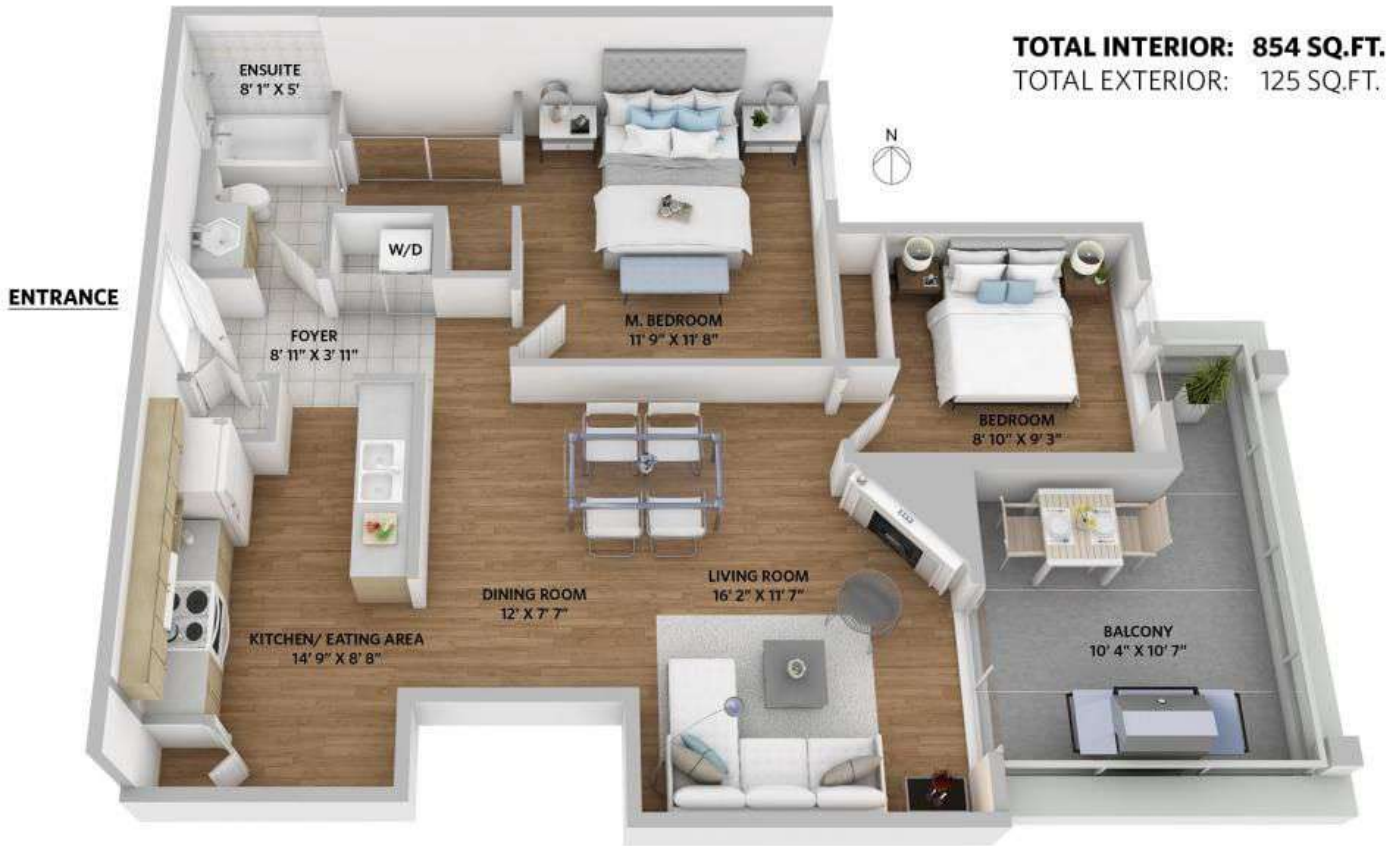 TOTAL INTERIOR: 854 SQ.FT.
TOTAL EXTERIOR: 125 SQ.FT.
N
ENSUITE
8' 1" X 5'
W/D
ENTRANCE
FOYER
8' 11" X 3' 11"
M. BEDROOM
11' 9" X 11' 8"
BEDROOM
8' 10" X 9' 3"
LIVING ROOM
16' 2" X 11' 7"
DINING ROOM
12' X 7' 7"
KITCHEN/ EATING AREA
14' 9" X 8' 8"
BALCONY
10' 4" X 10' 7"